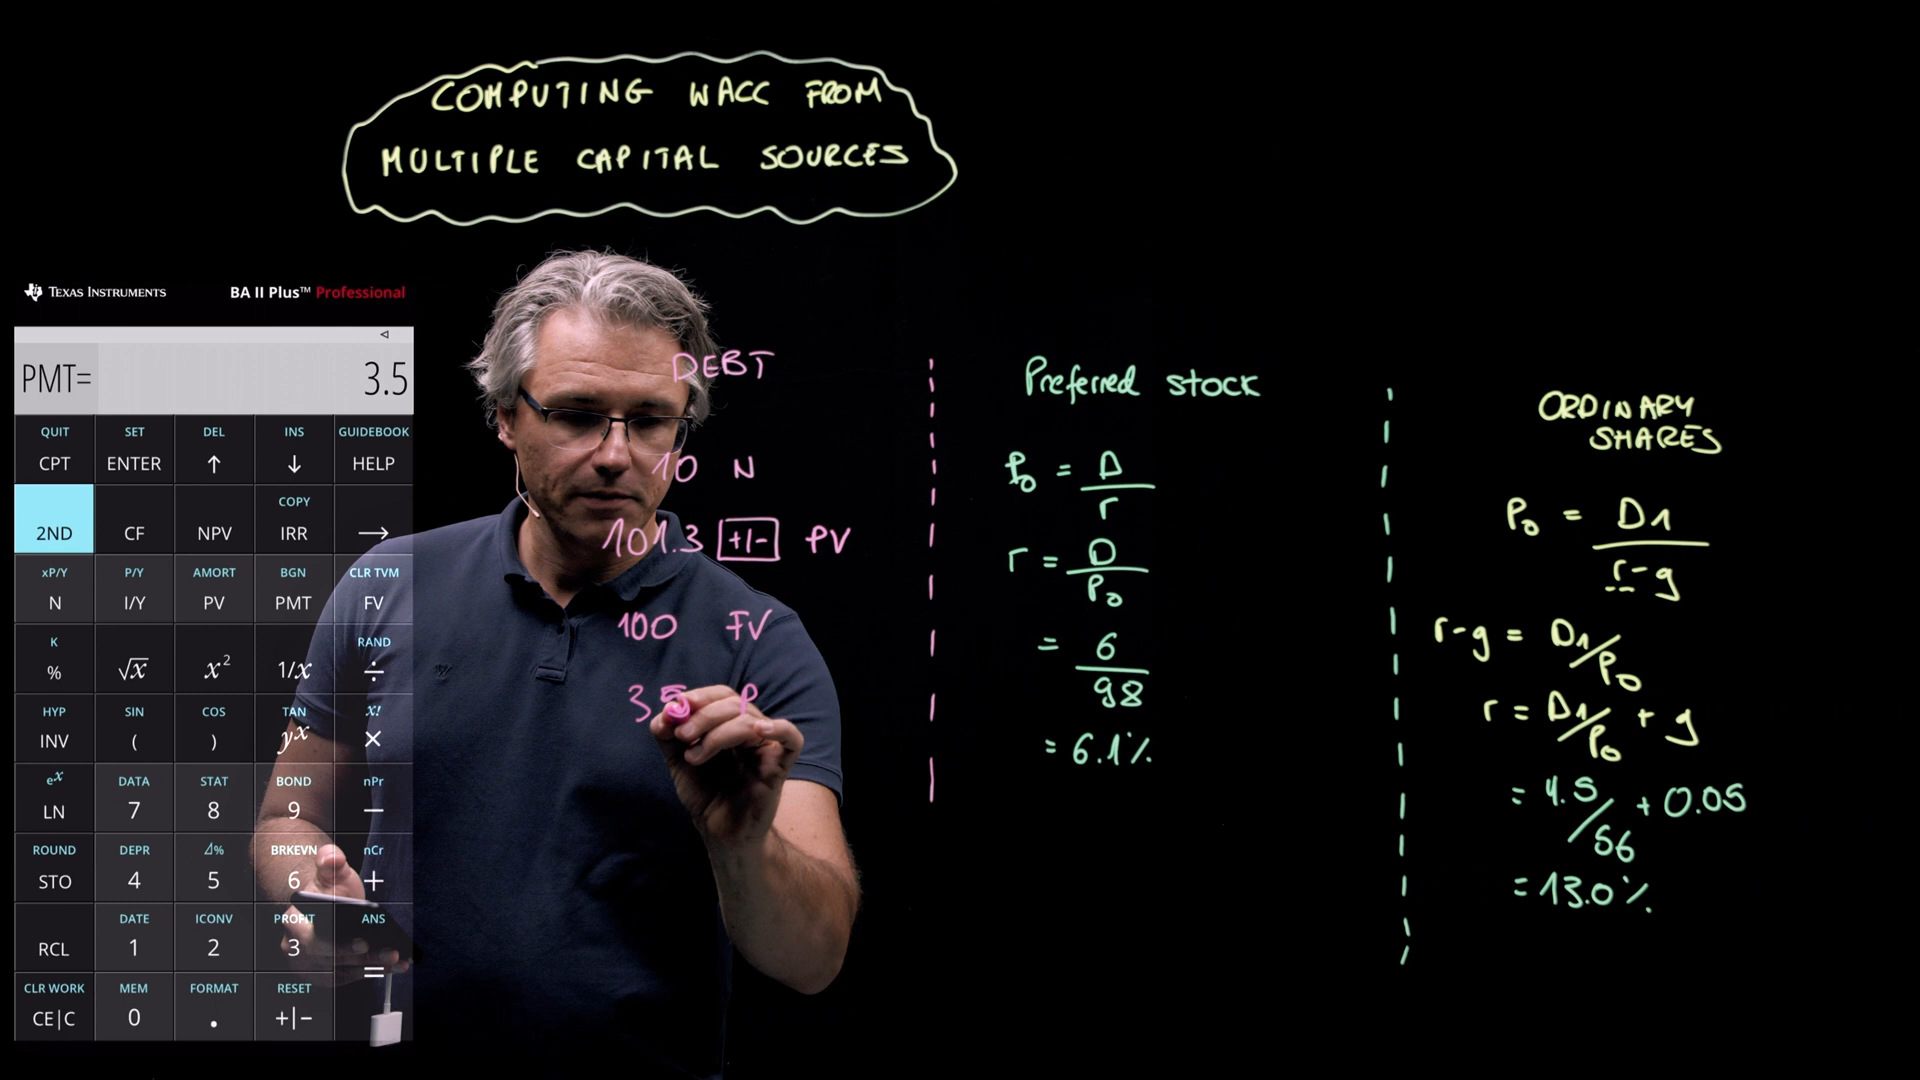 COMPUTING WACC FROM
MULTIPLE CAPITAL SOURCES
TEXAS INSTRUMENTS
BA II Plus™ Professional
PMT=
3.5
QUIT SET DEL INS GUIDEBOOK
CPT ENTER ↑ ↓ HELP
COPY
2ND CF NPV IRR →
xP/Y P/Y AMORT BGN CLR TVM
N I/Y PV PMT FV
K RAND
% √x x² 1/x ÷
HYP SIN COS TAN x!
INV ( ) yˣ ×
eˣ DATA STAT BOND nPr
LN 7 8 9 −
ROUND DEPR Δ% BRKEVN nCr
STO 4 5 6 +
DATE ICONV PROFIT ANS
RCL 1 2 3 =
CLR WORK MEM FORMAT RESET
CE|C 0 . +|−
DEBT
10 N
101.3 +|- PV
100 FV
3.5 P
Preferred stock
P₀ = D/r
r = D/P₀
= 6/98
= 6.1%
ORDINARY
SHARES
P₀ = D1/(r-g)
r-g = D1/P₀
r = D1/P₀ + g
= 4.5/56 + 0.05
= 13.0%